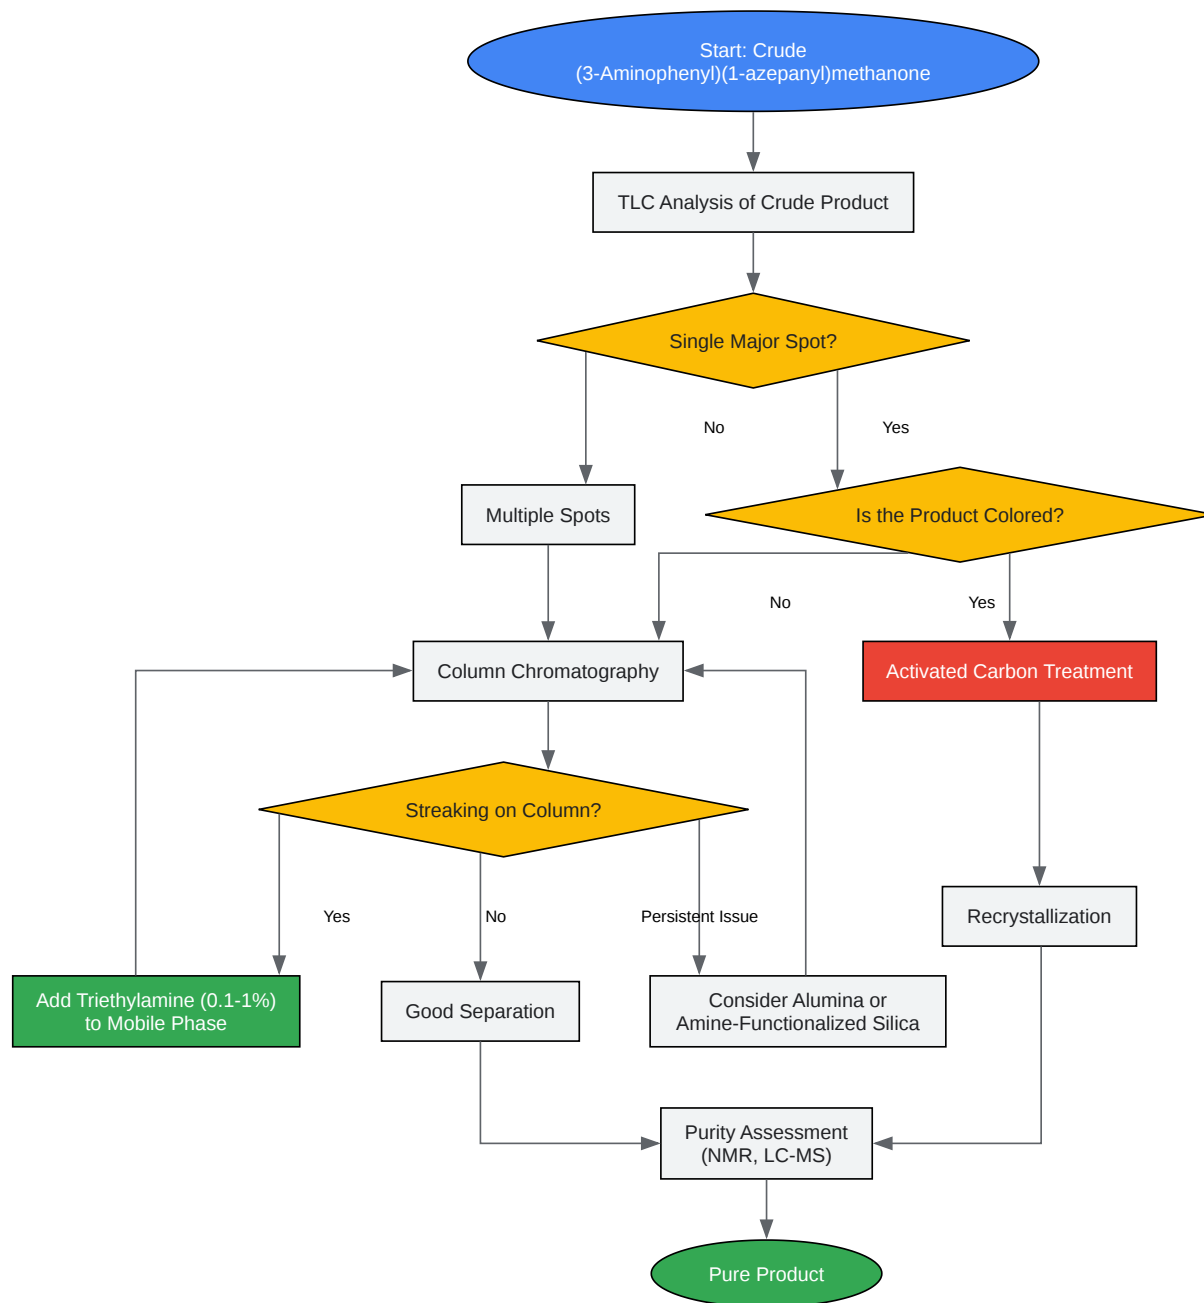 Start: Crude
(3-Aminophenyl)(1-azepanyl)methanone
TLC Analysis of Crude Product
Single Major Spot?
No
Yes
Multiple Spots
Is the Product Colored?
No
Yes
Column Chromatography
Activated Carbon Treatment
Streaking on Column?
Yes
No
Persistent Issue
Recrystallization
Add Triethylamine (0.1-1%)
to Mobile Phase
Good Separation
Consider Alumina or
Amine-Functionalized Silica
Purity Assessment
(NMR, LC-MS)
Pure Product